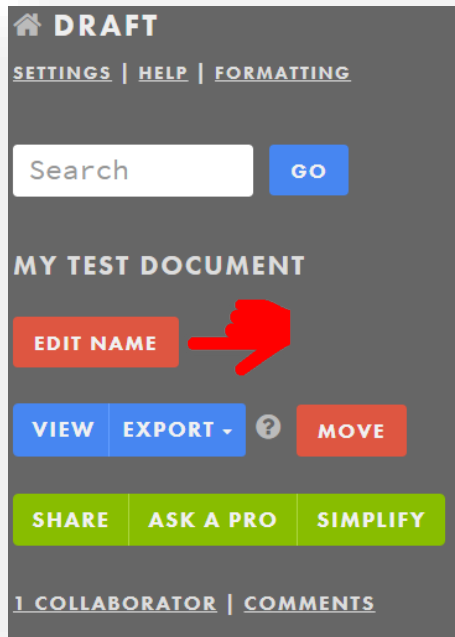 DRAFT
SETTINGS | HELP | FORMATTING
Search GO
MY TEST DOCUMENT
EDIT NAME
VIEW EXPORT ? MOVE
SHARE ASK A PRO SIMPLIFY
1 COLLABORATOR | COMMENTS